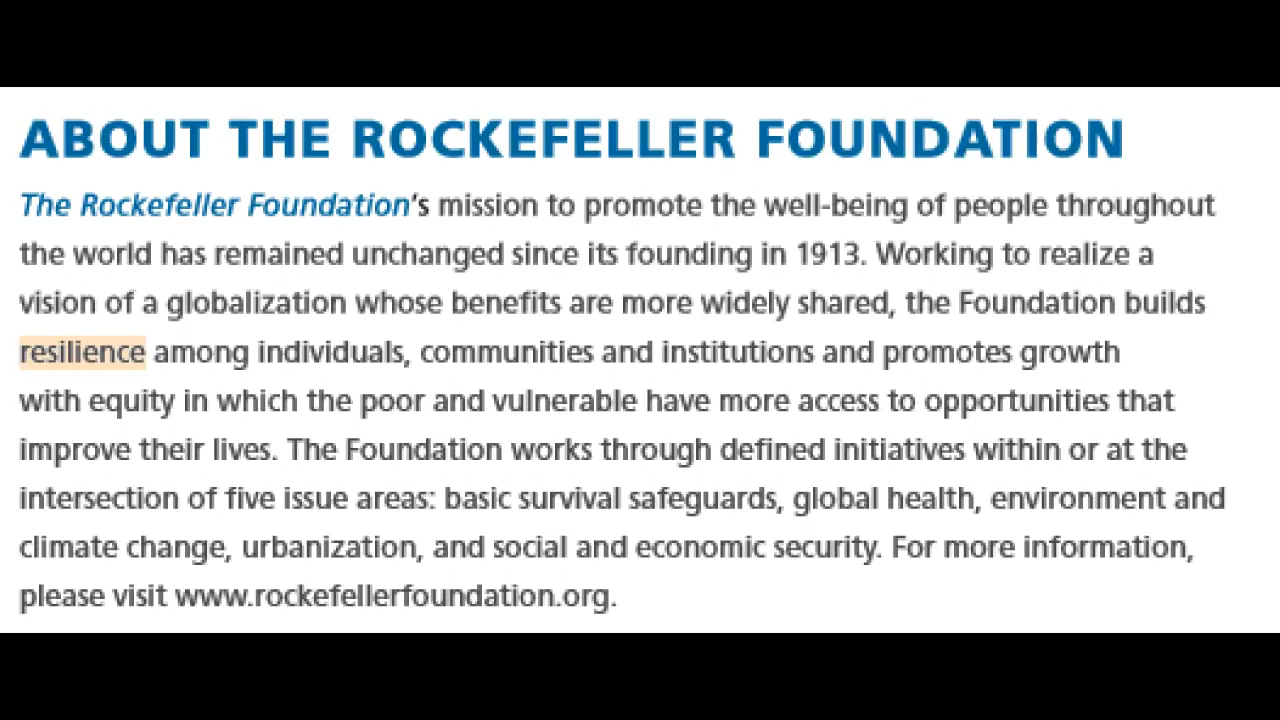 ABOUT THE ROCKEFELLER FOUNDATION
The Rockefeller Foundation's mission to promote the well-being of people throughout
the world has remained unchanged since its founding in 1913. Working to realize a
vision of a globalization whose benefits are more widely shared, the Foundation builds
resilience among individuals, communities and institutions and promotes growth
with equity in which the poor and vulnerable have more access to opportunities that
improve their lives. The Foundation works through defined initiatives within or at the
intersection of five issue areas: basic survival safeguards, global health, environment and
climate change, urbanization, and social and economic security. For more information,
please visit www.rockefellerfoundation.org.